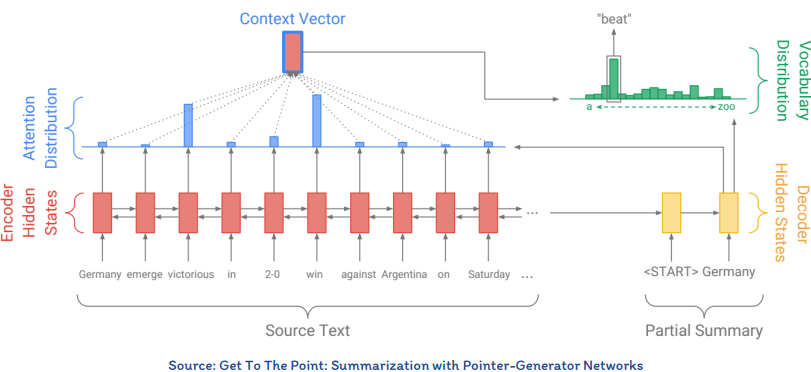 Context Vector
"beat"
Vocabulary
Distribution
a
zoo
Attention
Distribution
Encoder
Hidden
States
Decoder
Hidden States
...
Germany emerge victorious in 2-0 win against Argentina on Saturday ...
<START> Germany
Source Text
Partial Summary
Source: Get To The Point: Summarization with Pointer-Generator Networks